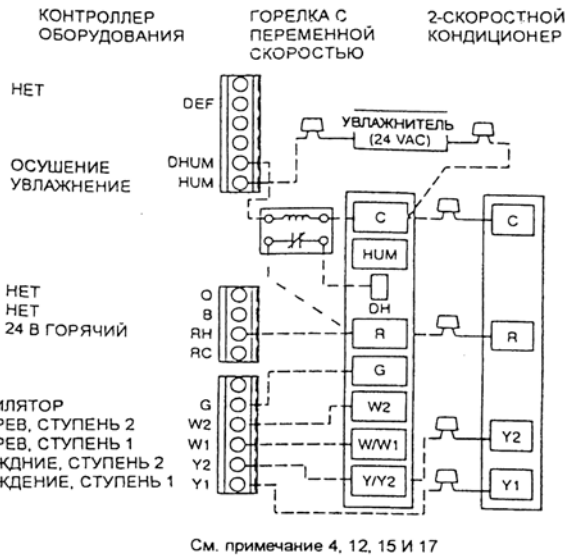 КОНТРОЛЛЕР ОБОРУДОВАНИЯ
ГОРЕЛКА С ПЕРЕМЕННОЙ СКОРОСТЬЮ
2-СКОРОСТНОЙ КОНДИЦИОНЕР
НЕТ
DEF
УВЛАЖНИТЕЛЬ
(24 VAC)
ОСУШЕНИЕ DHUM
УВЛАЖНЕНИЕ HUM
C
C
HUM
DH
НЕТ O
НЕТ B
24 В ГОРЯЧИЙ RH
RC
R
R
G
W2
W/W1
Y/Y2
Y2
Y1
ИЛЯТОР G
РЕВ, СТУПЕНЬ 2 W2
РЕВ, СТУПЕНЬ 1 W1
ЖДНИЕ, СТУПЕНЬ 2 Y2
ЖДЕНИЕ, СТУПЕНЬ 1 Y1
См. примечание 4, 12, 15 И 17